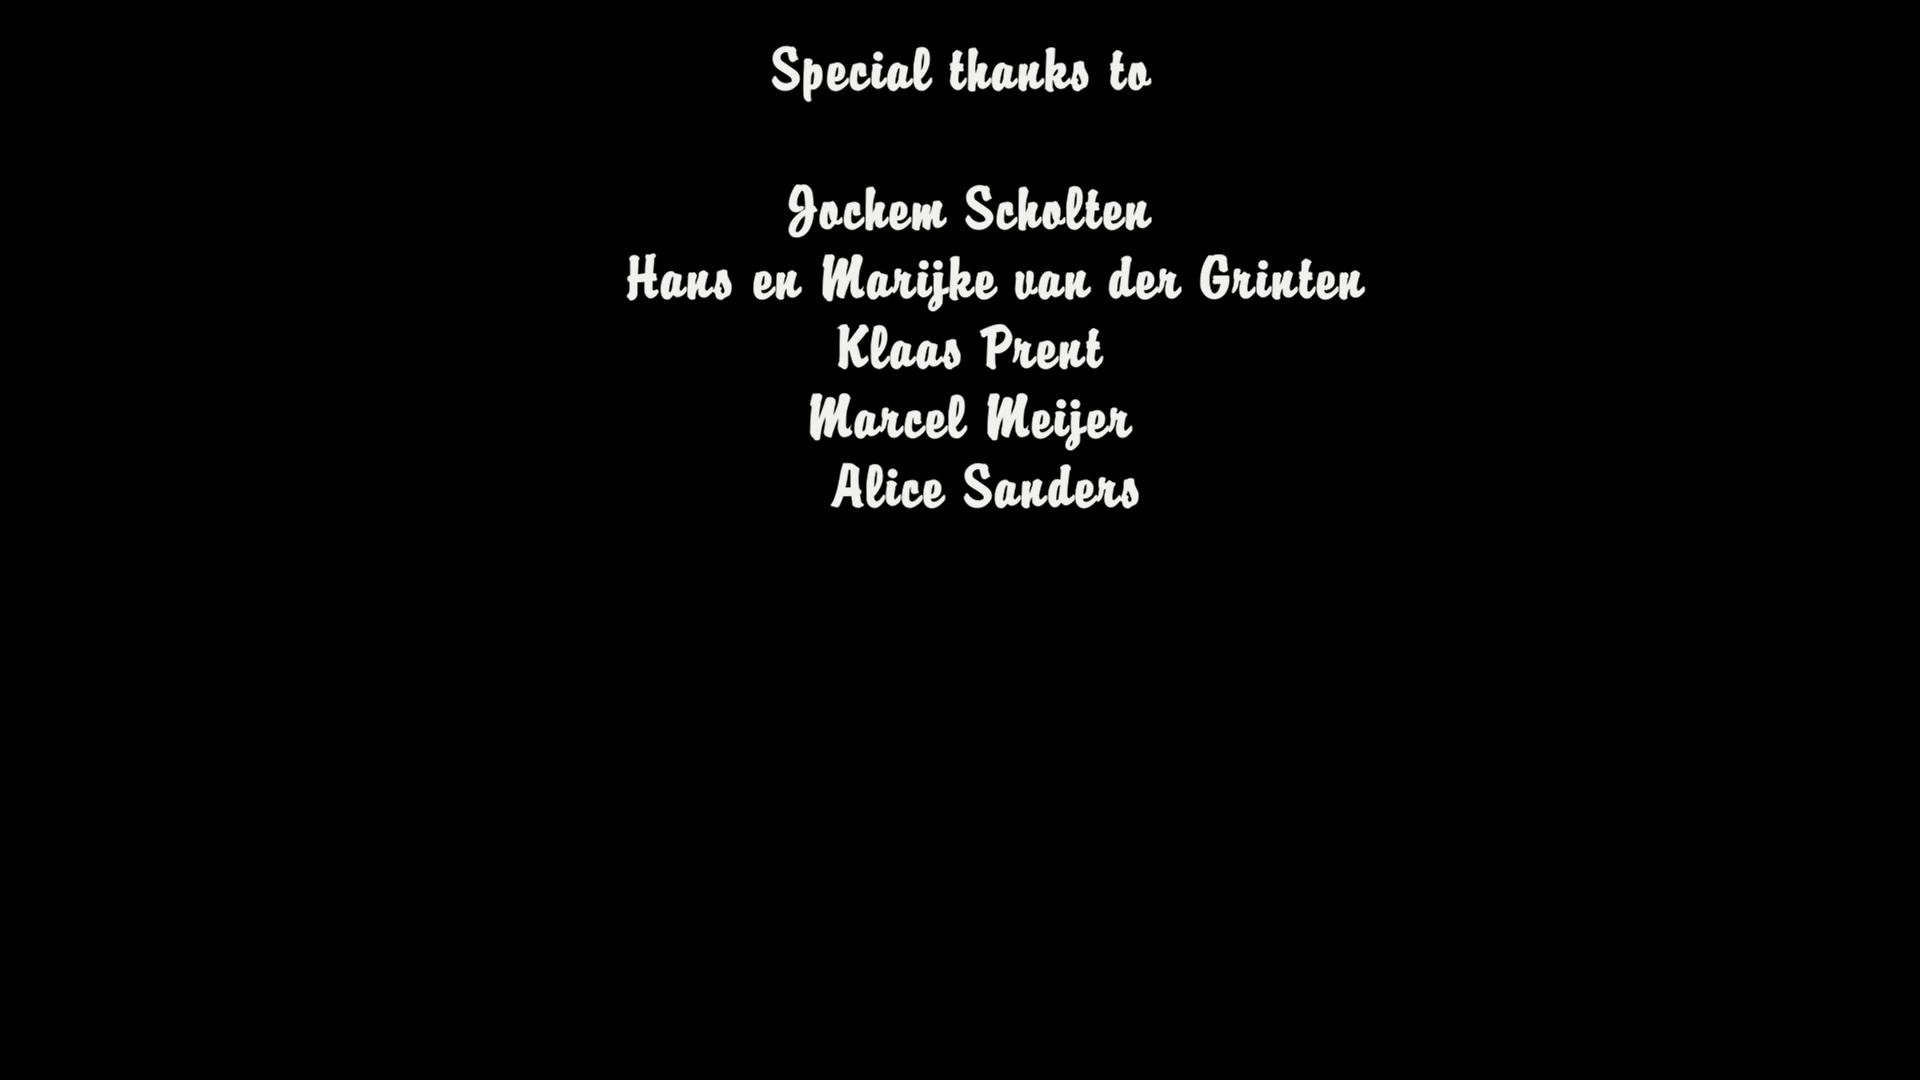 Special thanks to
Jochem Scholten
Hans en Marijke van der Grinten
Klaas Prent
Marcel Meijer
Alice Sanders